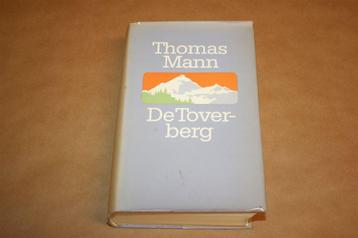 Thomas
Mann
De Tover-
berg